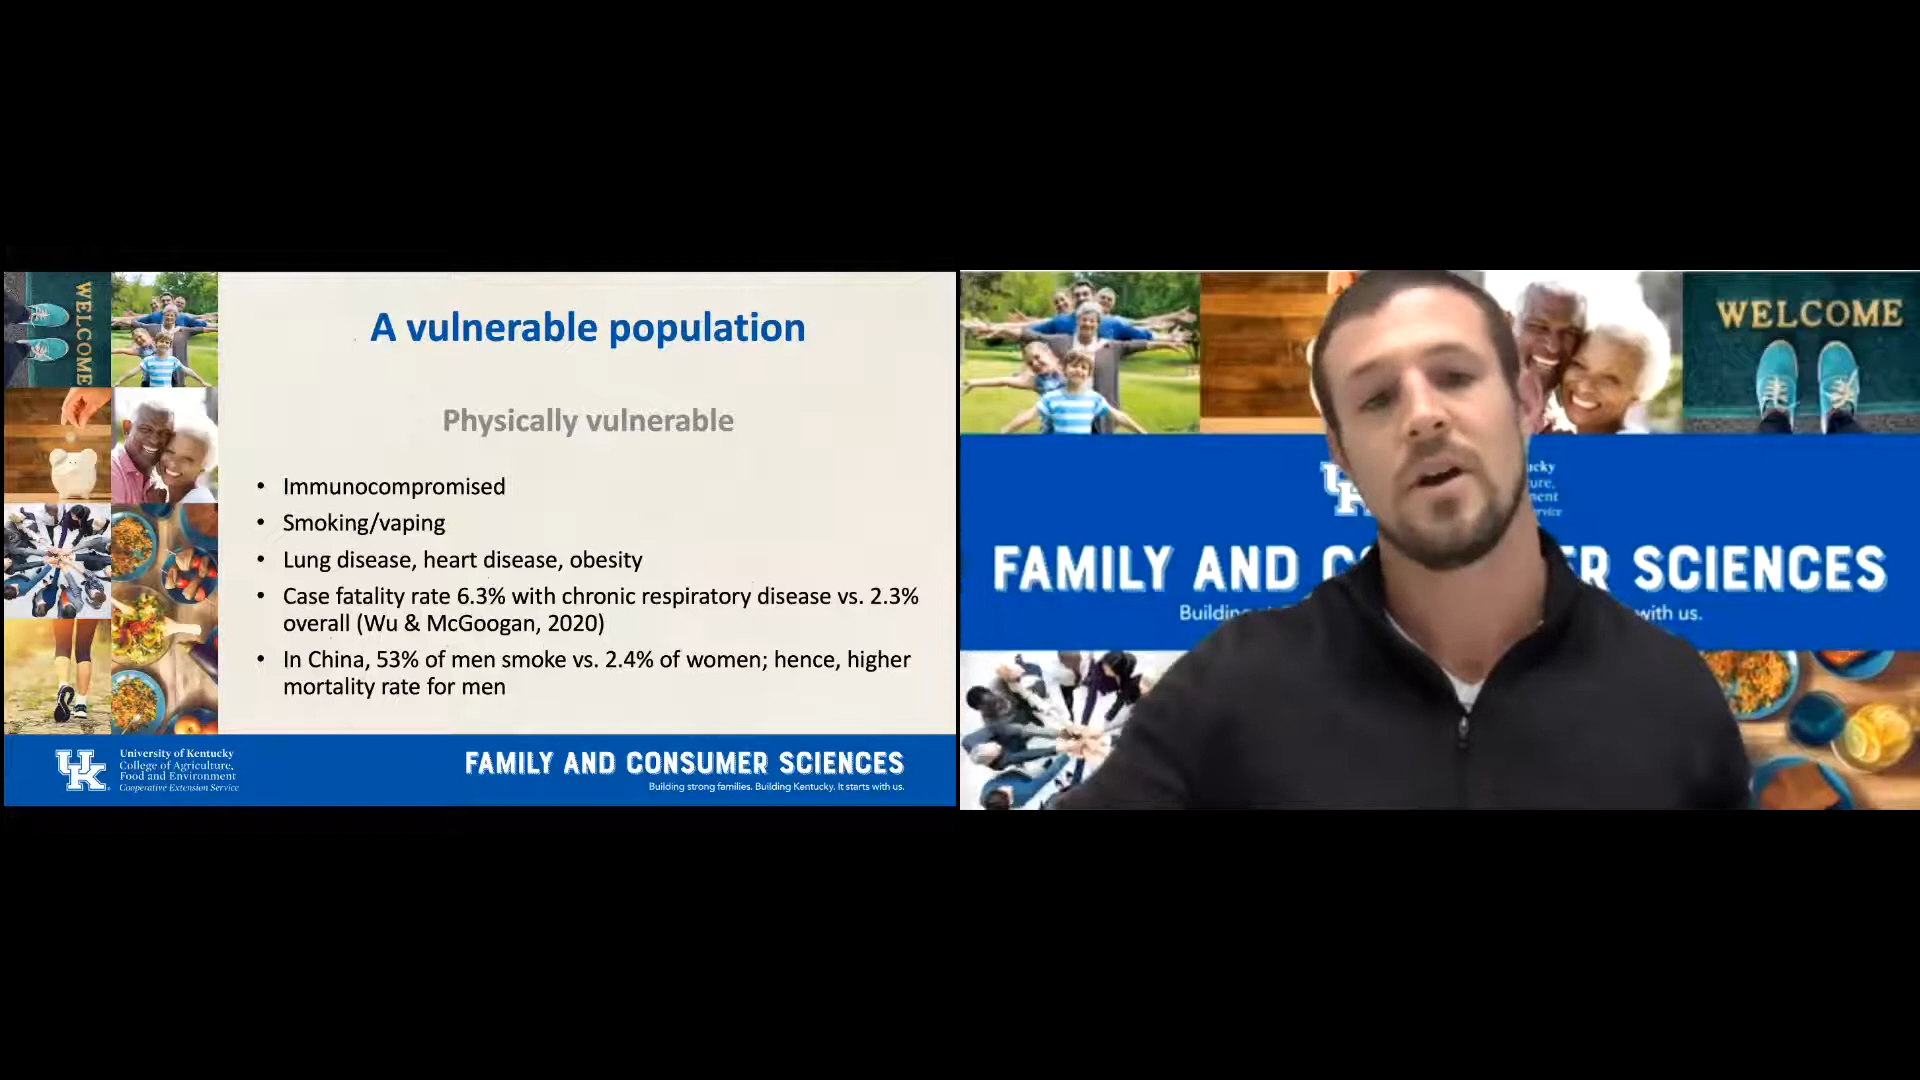 WELCOME
A vulnerable population
Physically vulnerable
• Immunocompromised
• Smoking/vaping
• Lung disease, heart disease, obesity
• Case fatality rate 6.3% with chronic respiratory disease vs. 2.3%
overall (Wu & McGoogan, 2020)
• In China, 53% of men smoke vs. 2.4% of women; hence, higher
mortality rate for men
UK
University of Kentucky
College of Agriculture,
Food and Environment
Cooperative Extension Service
FAMILY AND CONSUMER SCIENCES
Building strong families. Building Kentucky. It starts with us.
WELCOME
FAMILY AND C ER SCIENCES
Buildin with us.